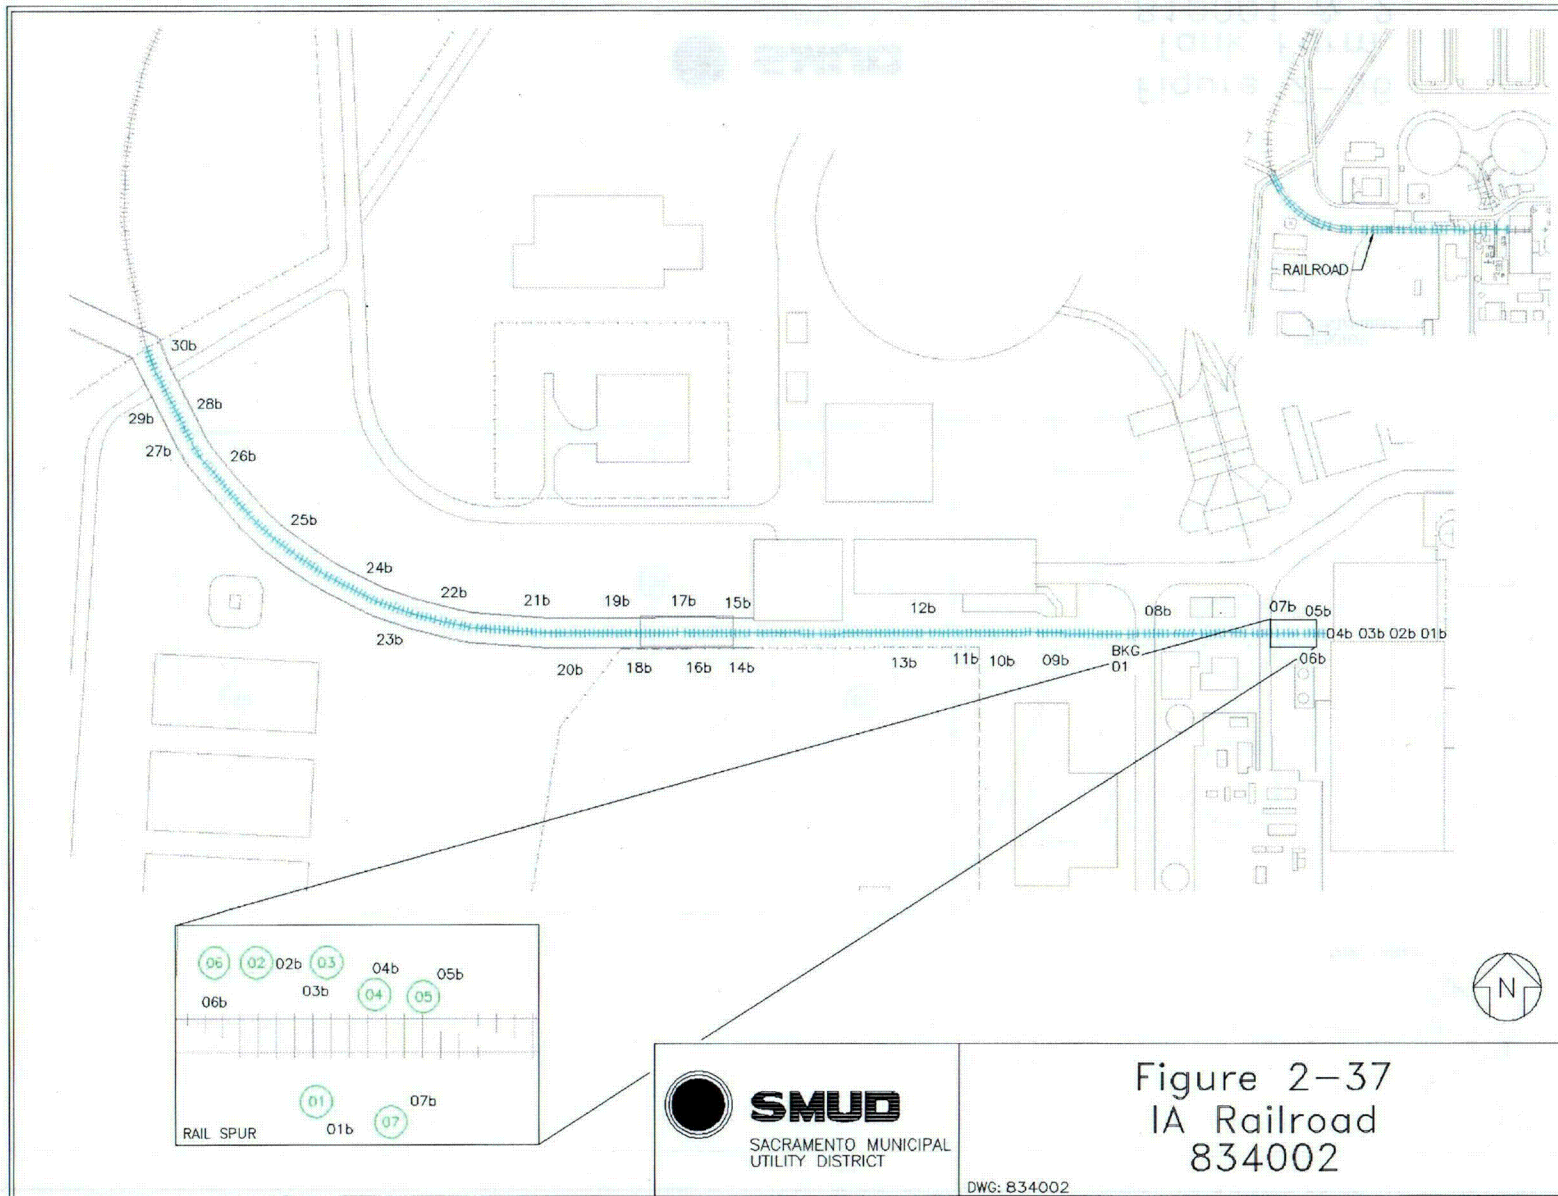 RAILROAD
30b
28b
29b
27b
26b
25b
24b
22b
21b
19b
17b
15b
23b
20b
18b
16b
14b
12b
13b
11b
10b
09b
08b
BKG
01
07b
05b
04b 03b 02b 01b
06b
06
02
02b
03
04b
05b
06b
03b
04
05
01
07b
01b
07
RAIL SPUR
N
SMUD
SACRAMENTO MUNICIPAL
UTILITY DISTRICT
Figure 2-37
IA Railroad
834002
DWG: 834002